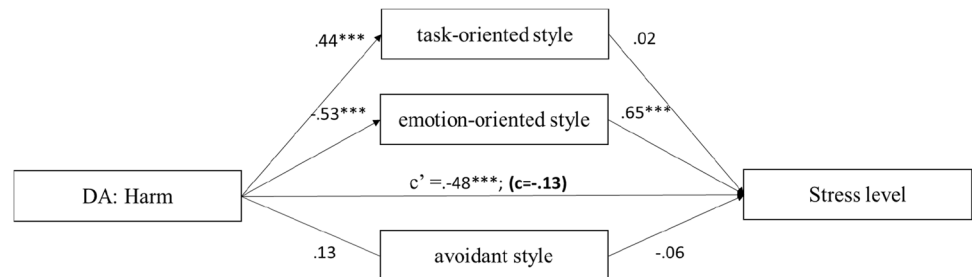 task-oriented style
.44***
.02
emotion-oriented style
-.53***
.65***
c’ =.-48***; (c=-.13)
DA: Harm
Stress level
avoidant style
.13
-.06